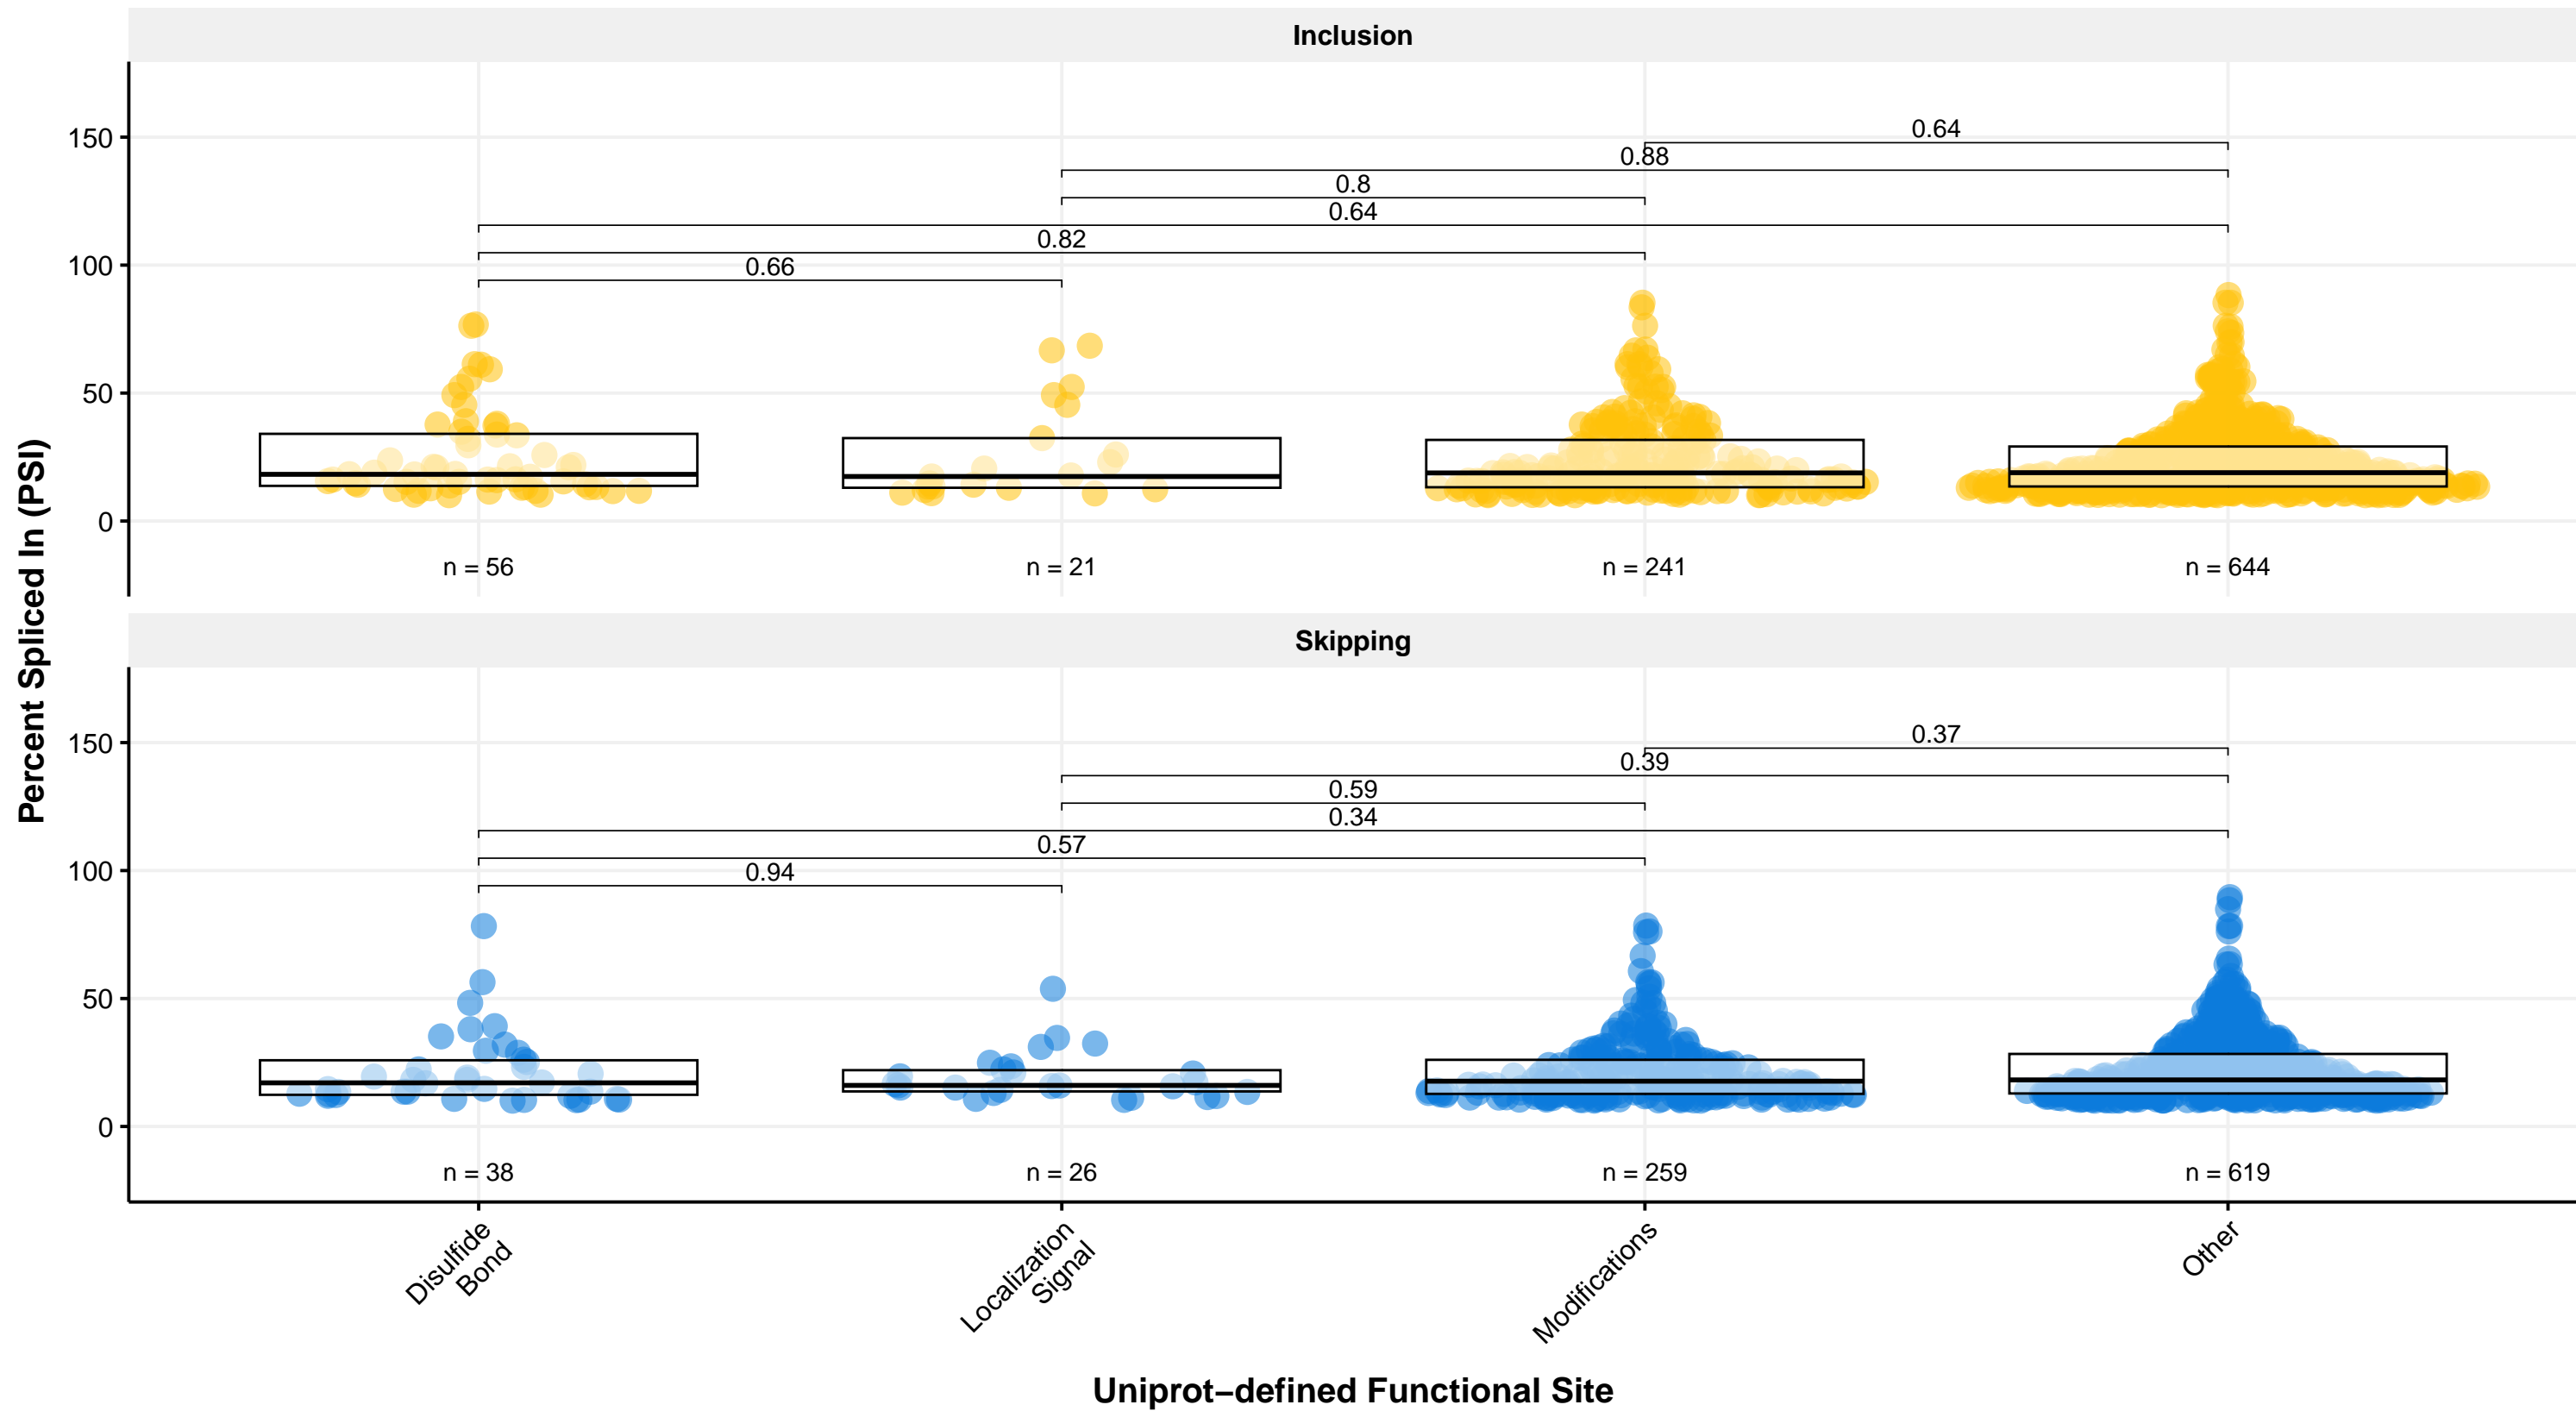 Inclusion
150
100
50
0
0.64
0.88
0.8
0.64
0.82
0.66
n = 56
n = 21
n = 241
n = 644
Percent Spliced In (PSI)
Skipping
150
100
50
0
0.37
0.39
0.59
0.34
0.57
0.94
n = 38
n = 26
n = 259
n = 619
Disulfide
Bond
Localization
Signal
Modifications
Other
Uniprot−defined Functional Site